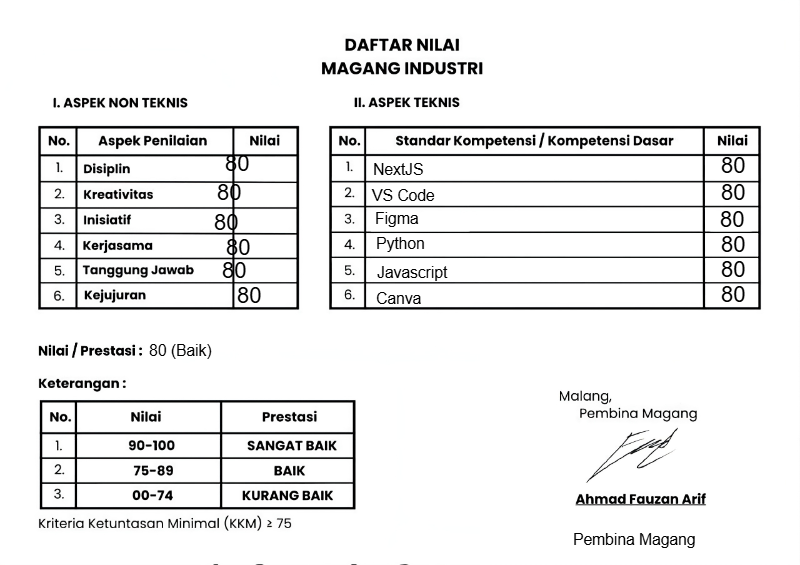 DAFTAR NILAI
MAGANG INDUSTRI
I. ASPEK NON TEKNIS
No. Aspek Penilaian Nilai
1. Disiplin 80
2. Kreativitas 80
3. Inisiatif 80
4. Kerjasama 80
5. Tanggung Jawab 80
6. Kejujuran 80
II. ASPEK TEKNIS
No. Standar Kompetensi / Kompetensi Dasar Nilai
1. NextJS 80
2. VS Code 80
3. Figma 80
4. Python 80
5. Javascript 80
6. Canva 80
Nilai / Prestasi : 80 (Baik)
Keterangan :
No. Nilai Prestasi
1. 90-100 SANGAT BAIK
2. 75-89 BAIK
3. 00-74 KURANG BAIK
Kriteria Ketuntasan Minimal (KKM) ≥ 75
Malang,
Pembina Magang
Ahmad Fauzan Arif
Pembina Magang